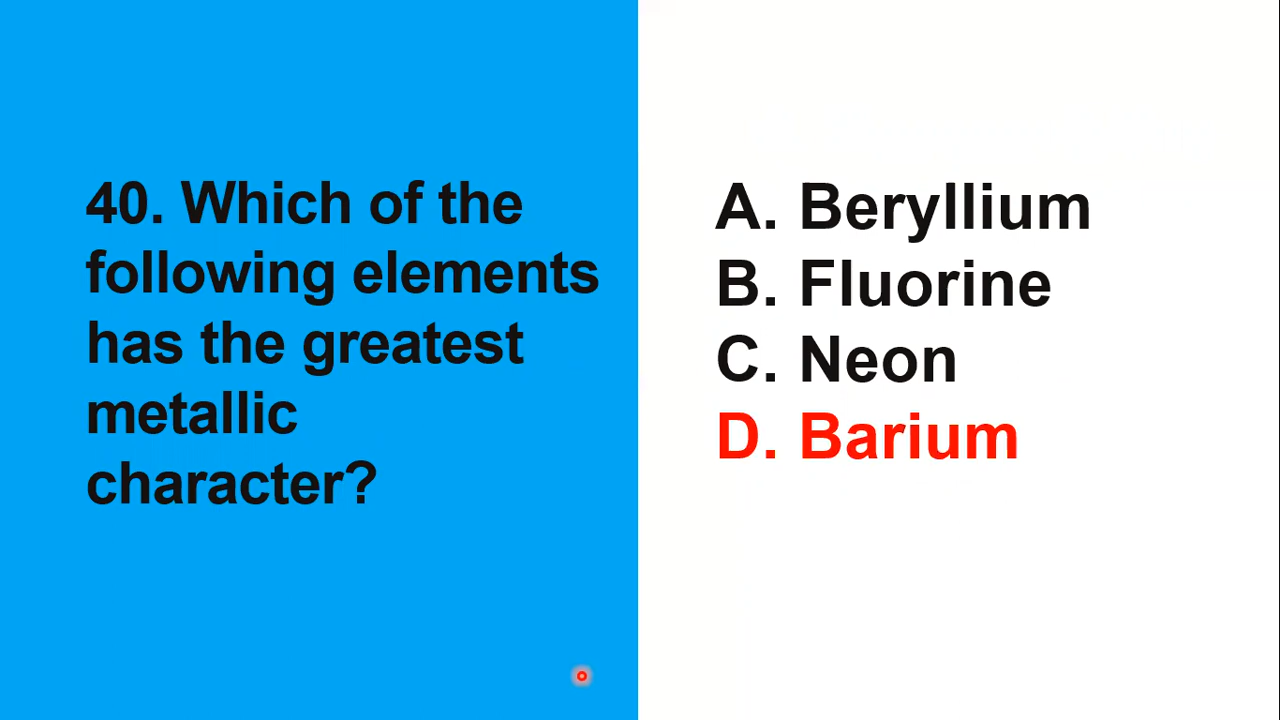 40. Which of the
following elements
has the greatest
metallic
character?
A. Beryllium
B. Fluorine
C. Neon
D. Barium